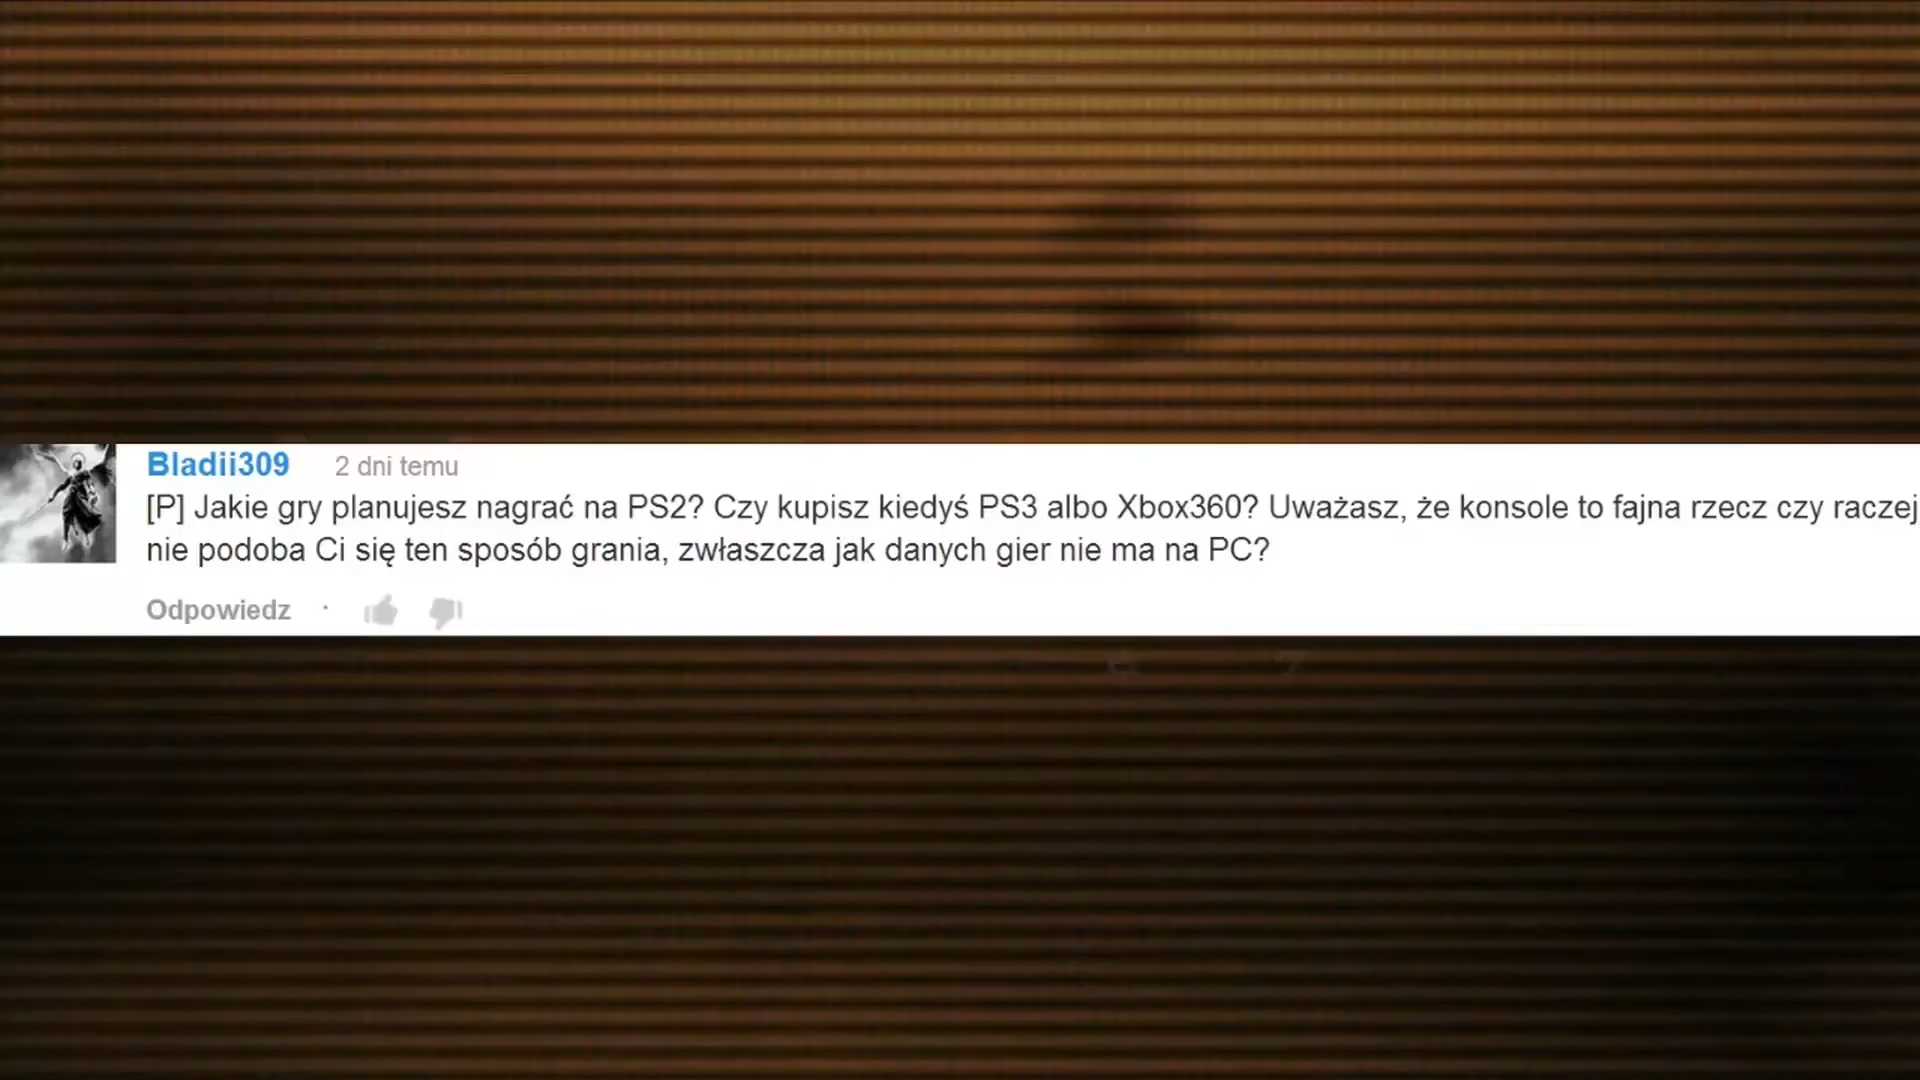 Bladii309 2 dni temu
[P] Jakie gry planujesz nagrać na PS2? Czy kupisz kiedyś PS3 albo Xbox360? Uważasz, że konsole to fajna rzecz czy raczej
nie podoba Ci się ten sposób grania, zwłaszcza jak danych gier nie ma na PC?
Odpowiedz ·